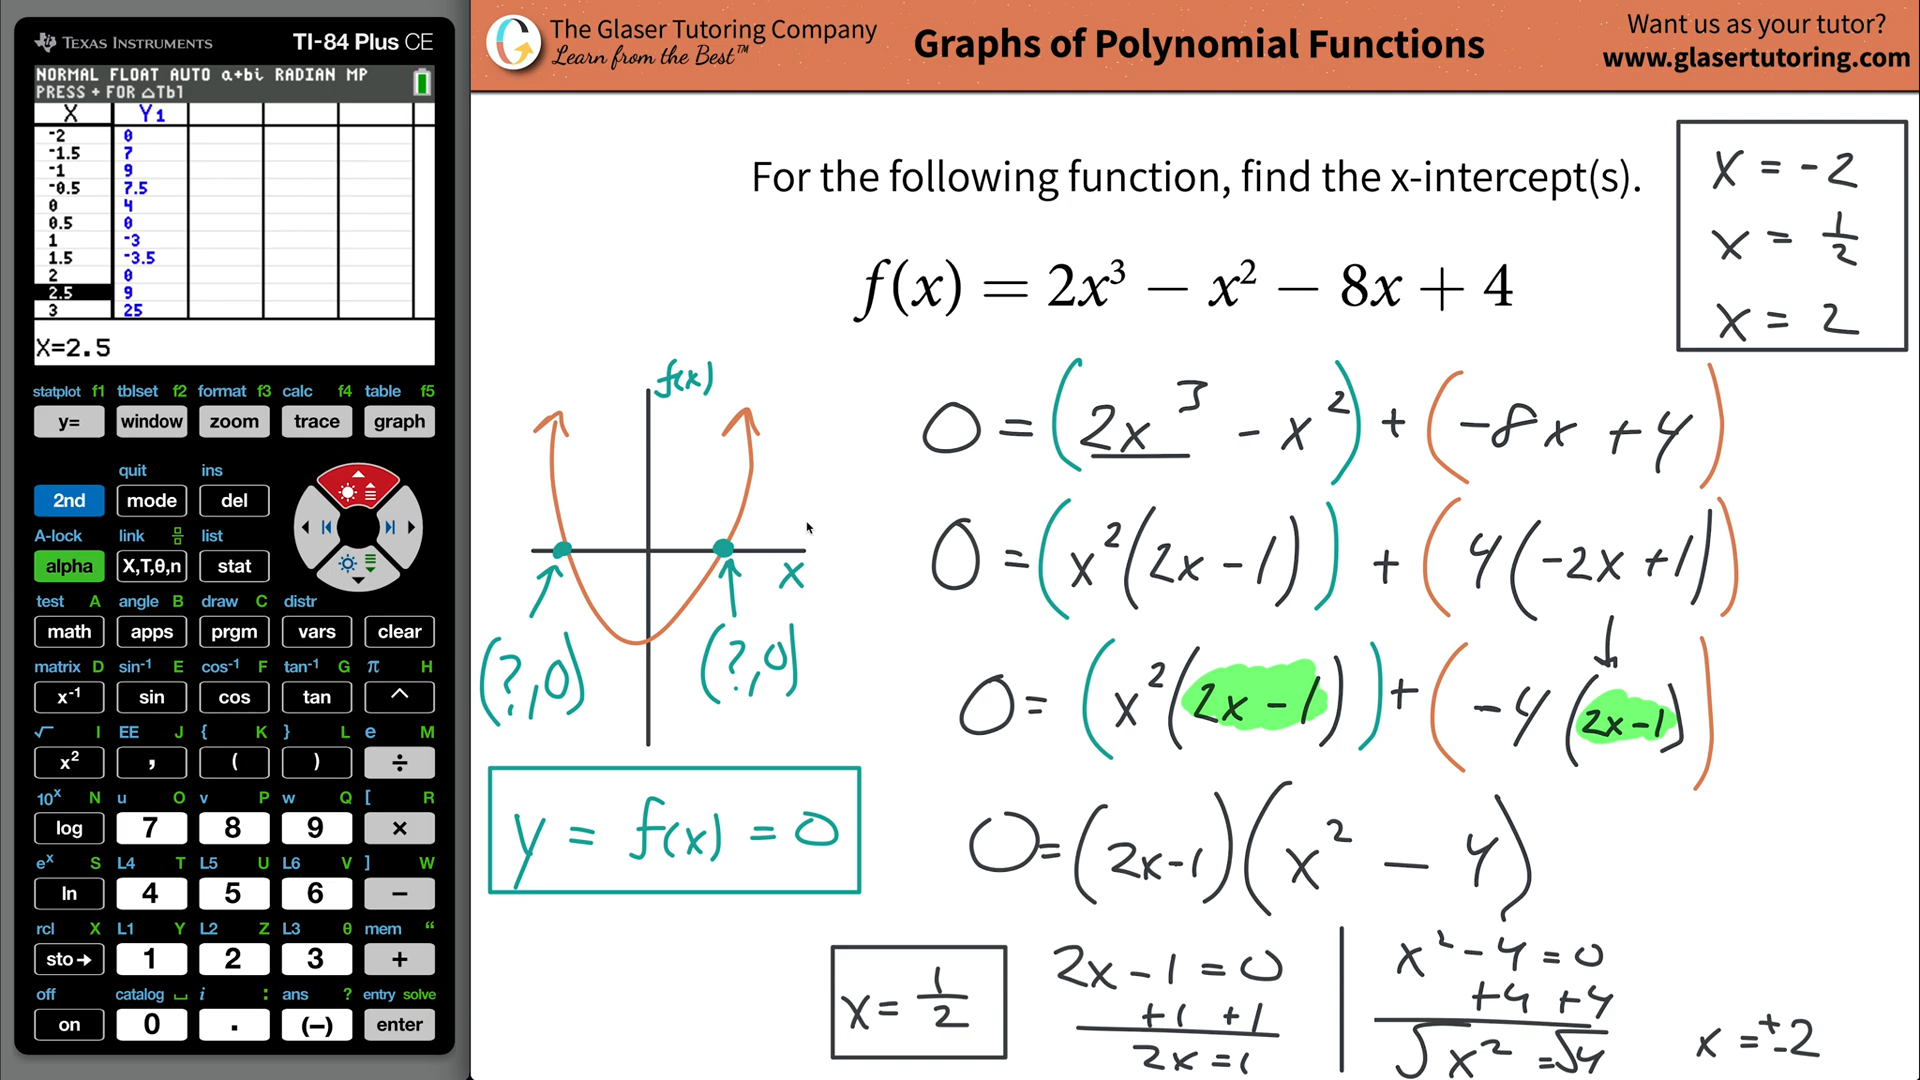 TEXAS INSTRUMENTS TI-84 Plus CE
NORMAL FLOAT AUTO a+bi RADIAN MP
PRESS + FOR △Tbl
X Y1
-2 0
-1.5 7
-1 9
-0.5 7.5
0 4
0.5 0
1 -3
1.5 -3.5
2 0
2.5 9
3 25
X=2.5
statplot f1 tblset f2 format f3 calc f4 table f5
y= window zoom trace graph
quit ins
2nd mode del
A-lock link list
alpha X,T,θ,n stat
test A angle B draw C distr
math apps prgm vars clear
matrix D sin⁻¹ E cos⁻¹ F tan⁻¹ G π H
x⁻¹ sin cos tan ^
√ I EE J { K } L e M
x² , ( ) ÷
10ˣ N u O v P w Q [ R
log 7 8 9 ×
eˣ S L4 T L5 U L6 V ] W
ln 4 5 6 −
rcl X L1 Y L2 Z L3 θ mem “
sto→ 1 2 3 +
off catalog ⎵ i : ans ? entry solve
on 0 . (−) enter
The Glaser Tutoring Company
Learn from the Best™
Graphs of Polynomial Functions
Want us as your tutor?
www.glasertutoring.com
For the following function, find the x-intercept(s).
f(x) = 2x³ − x² − 8x + 4
x = -2
x = 1/2
x = 2
f(x)
x
(?,0) (?,0)
y = f(x) = 0
0 = (2x³ - x²) + (-8x + 4)
0 = (x²(2x - 1)) + (4(-2x + 1))
0 = (x²(2x - 1)) + (-4(2x - 1))
0 = (2x-1)(x² - 4)
x = 1/2
2x - 1 = 0
+1 +1
2x = 1
x² - 4 = 0
+4 +4
√x² = √4
x = ±2